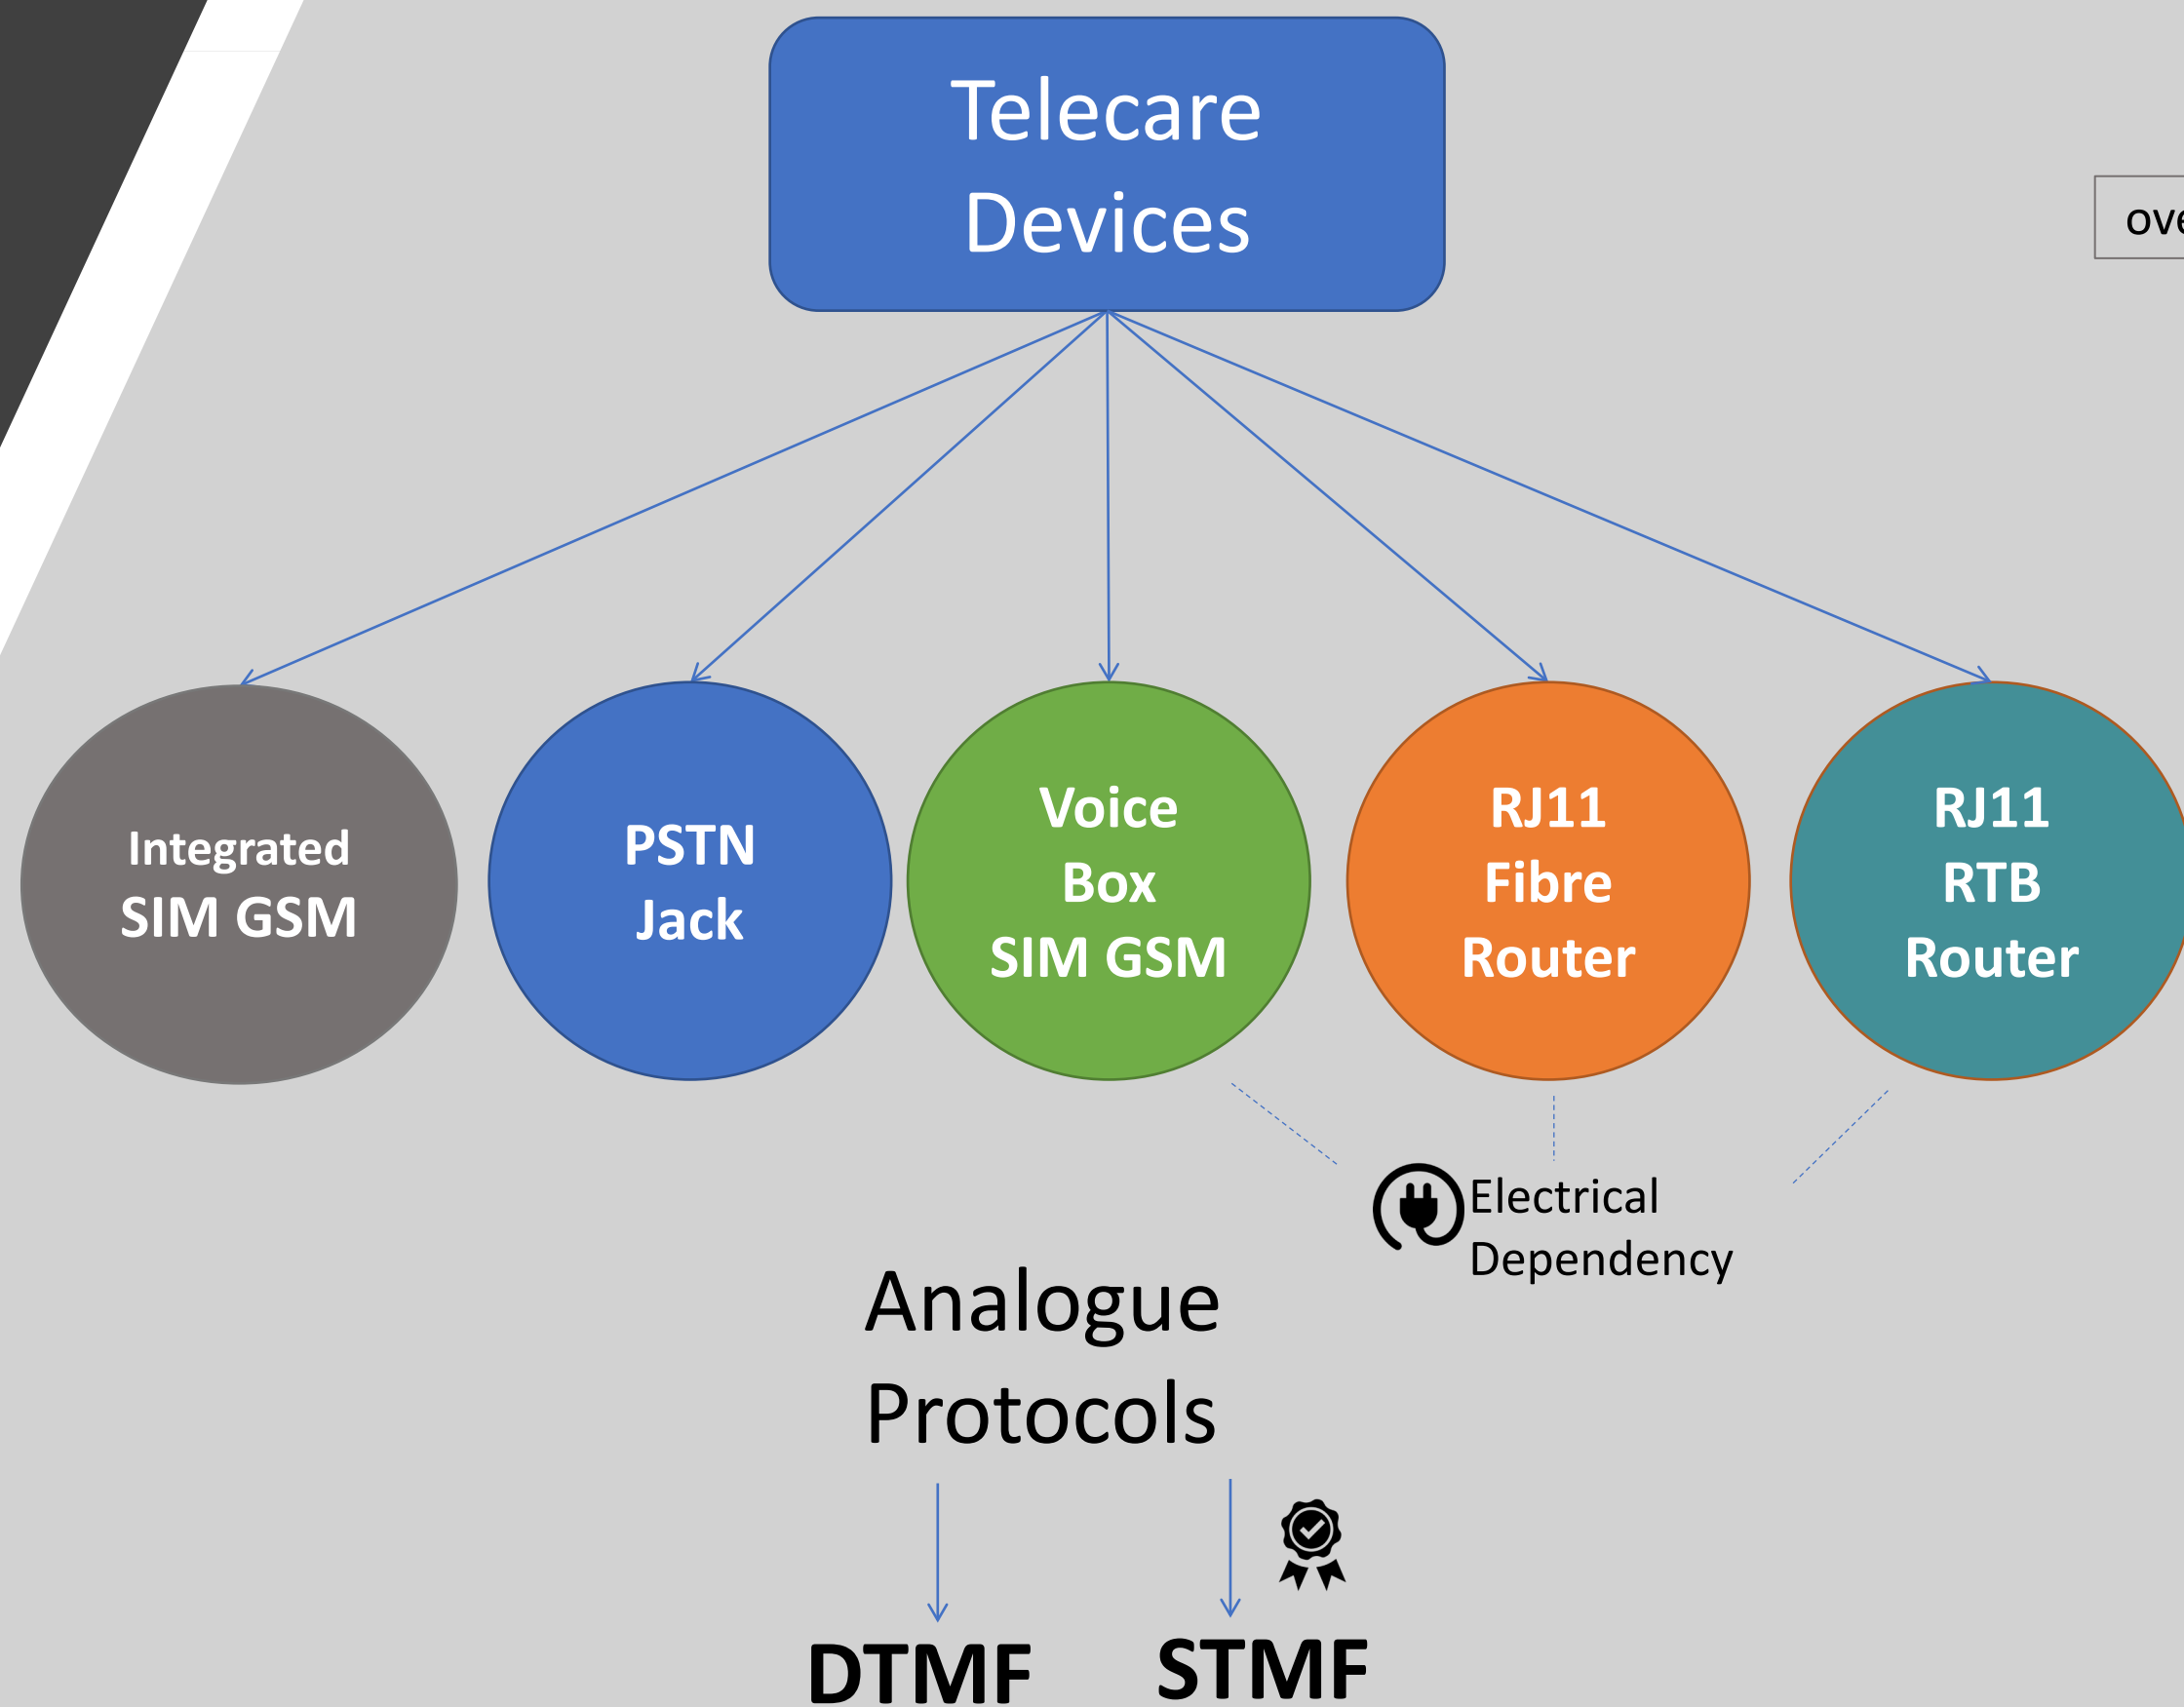 Telecare
Devices
Integrated
SIM GSM
PSTN
Jack
Voice
Box
SIM GSM
RJ11
Fibre
Router
RJ11
RTB
Router
Electrical
Dependency
Analogue
Protocols
DTMF
STMF